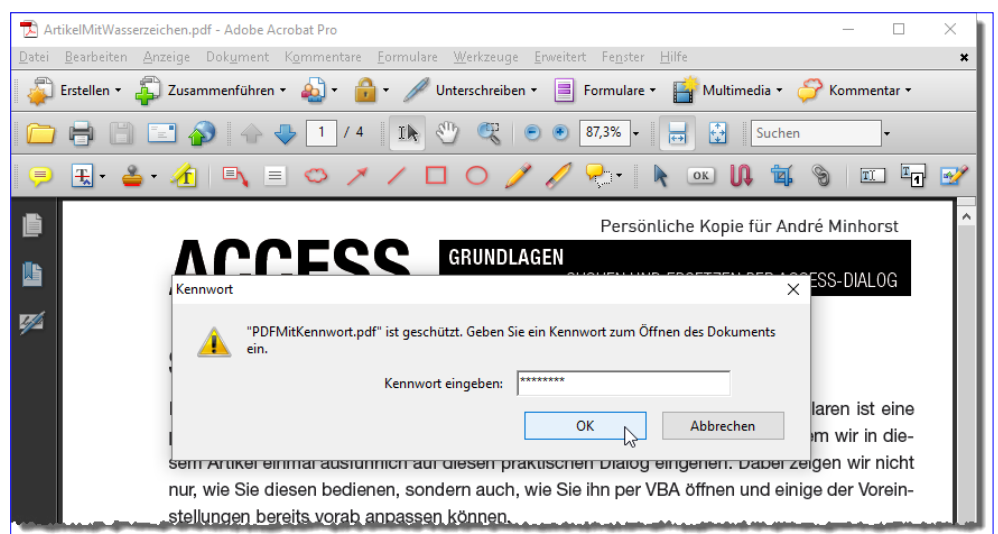 ArtikelMitWasserzeichen.pdf - Adobe Acrobat Pro
Datei Bearbeiten Anzeige Dokument Kommentare Formulare Werkzeuge Erweitert Fenster Hilfe
Erstellen Zusammenführen Unterschreiben Formulare Multimedia Kommentar
1 / 4 87,3% Suchen
OK
Persönliche Kopie für André Minhorst
ACCESS GRUNDLAGEN
ESS-DIALOG
Kennwort
"PDFMitKennwort.pdf" ist geschützt. Geben Sie ein Kennwort zum Öffnen des Dokuments
ein.
Kennwort eingeben: ********
OK Abbrechen
laren ist eine
em wir in die-
sem Artikel einmal ausführlich auf diesen praktischen Dialog eingehen. Dabei zeigen wir nicht
nur, wie Sie diesen bedienen, sondern auch, wie Sie ihn per VBA öffnen und einige der Vorein-
stellungen bereits vorab anpassen können.